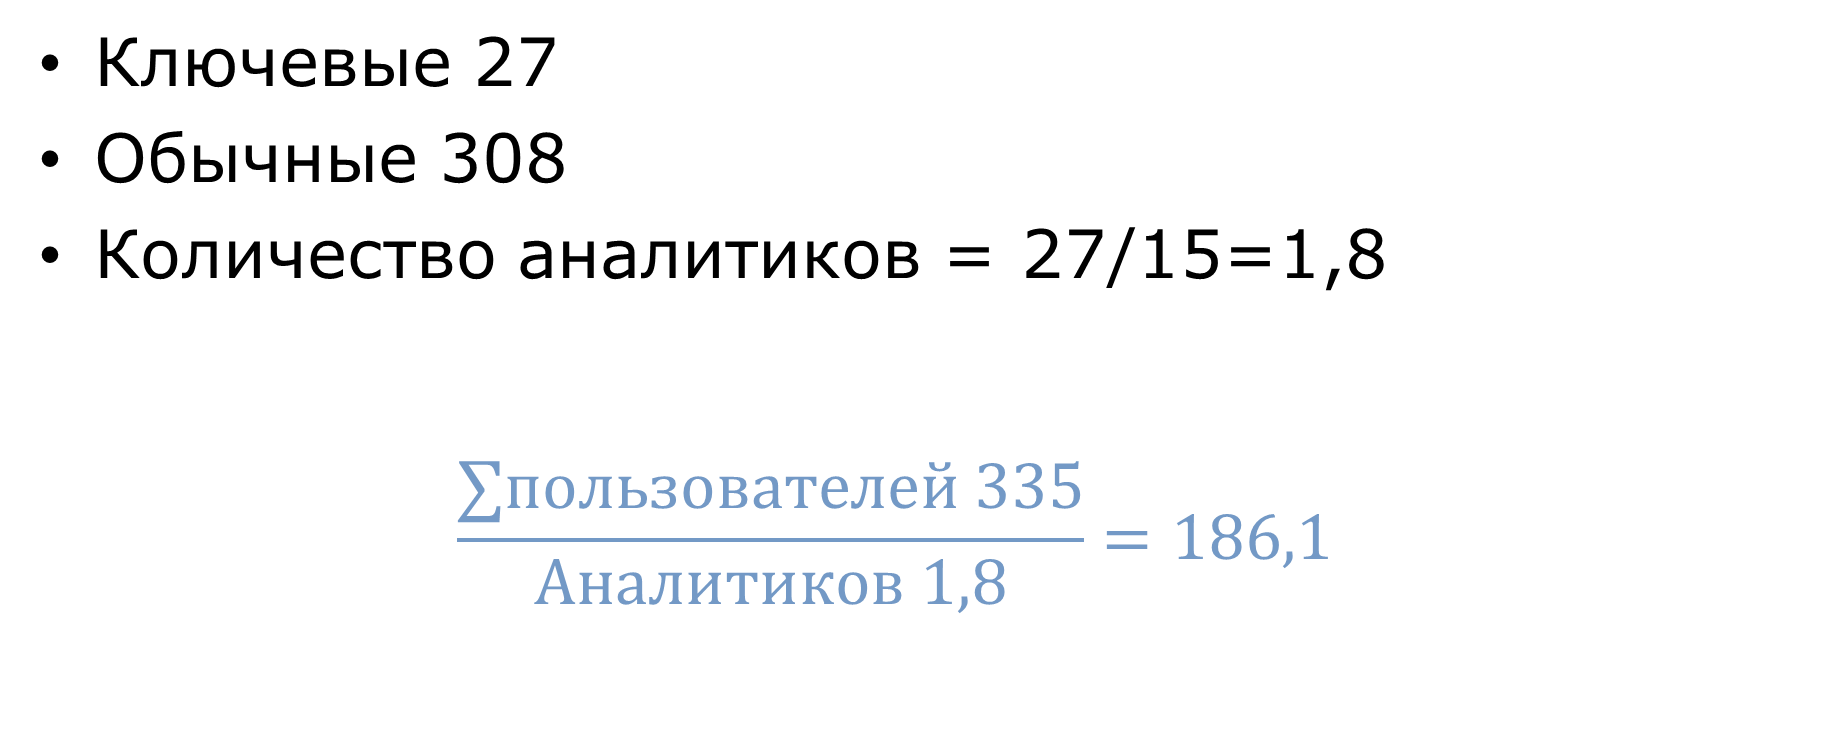 • Ключевые 27
• Обычные 308
• Количество аналитиков = 27/15=1,8
∑пользователей 335
= 186,1
Аналитиков 1,8